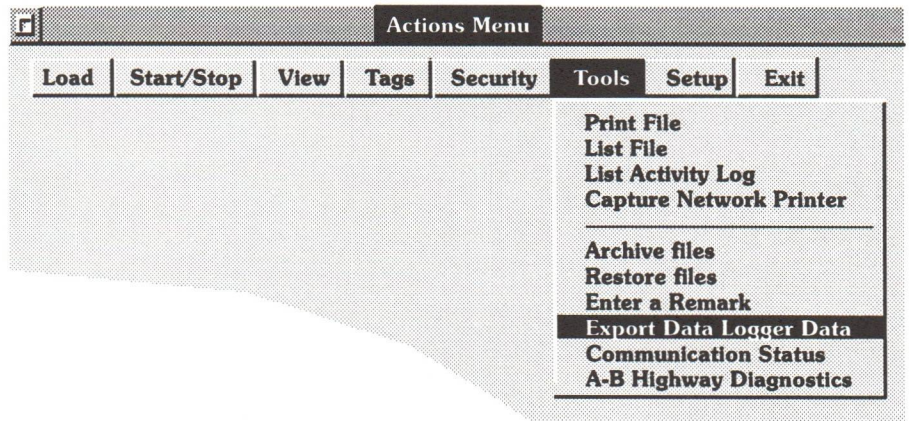 Actions Menu
Load Start/Stop View Tags Security Tools Setup Exit
Print File
List File
List Activity Log
Capture Network Printer
Archive files
Restore files
Enter a Remark
Export Data Logger Data
Communication Status
A-B Highway Diagnostics